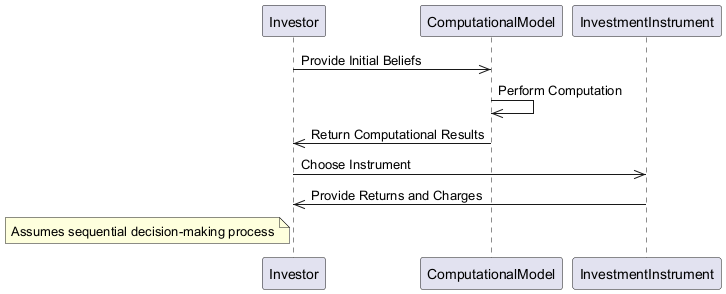 Investor ComputationalModel InvestmentInstrument
Provide Initial Beliefs
Perform Computation
Return Computational Results
Choose Instrument
Provide Returns and Charges
Assumes sequential decision-making process
Investor ComputationalModel InvestmentInstrument